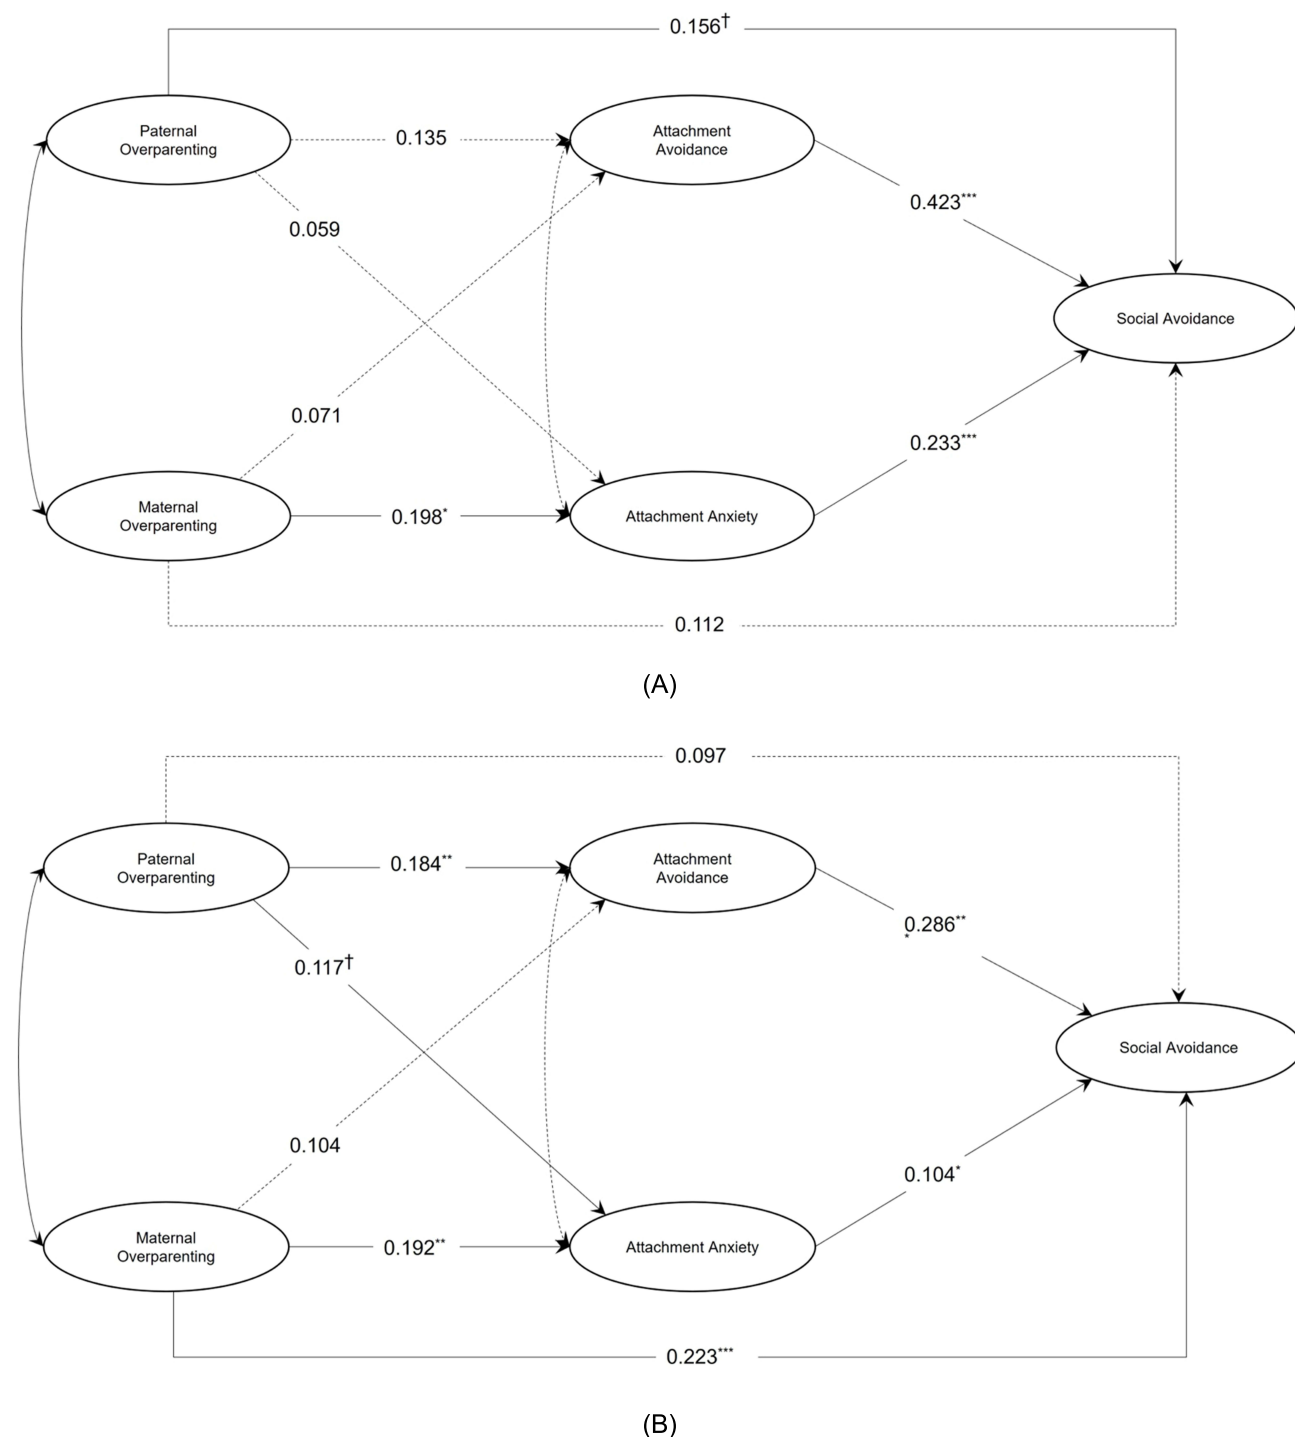 0.156†
Paternal
Overparenting
0.135
Attachment
Avoidance
0.423***
0.059
Social Avoidance
0.071
0.233***
Maternal
Overparenting
0.198*
Attachment Anxiety
0.112
(A)
0.097
Paternal
Overparenting
0.184**
Attachment
Avoidance
0.286**
*
0.117†
Social Avoidance
0.104
0.104*
Maternal
Overparenting
0.192**
Attachment Anxiety
0.223***
(B)